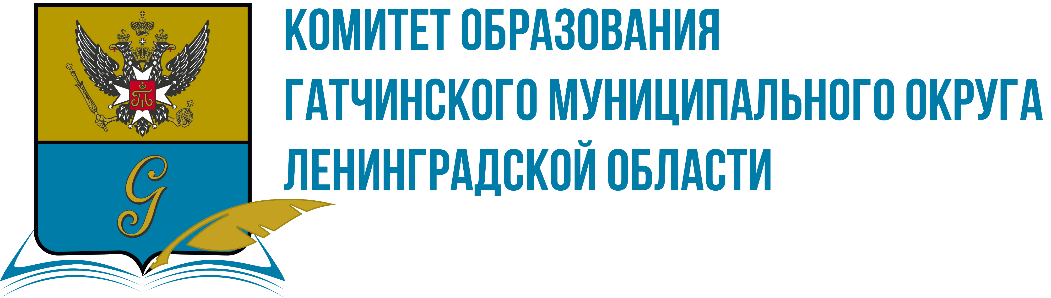 КОМИТЕТ ОБРАЗОВАНИЯ
ГАТЧИНСКОГО МУНИЦИПАЛЬНОГО ОКРУГА
ЛЕНИНГРАДСКОЙ ОБЛАСТИ
G